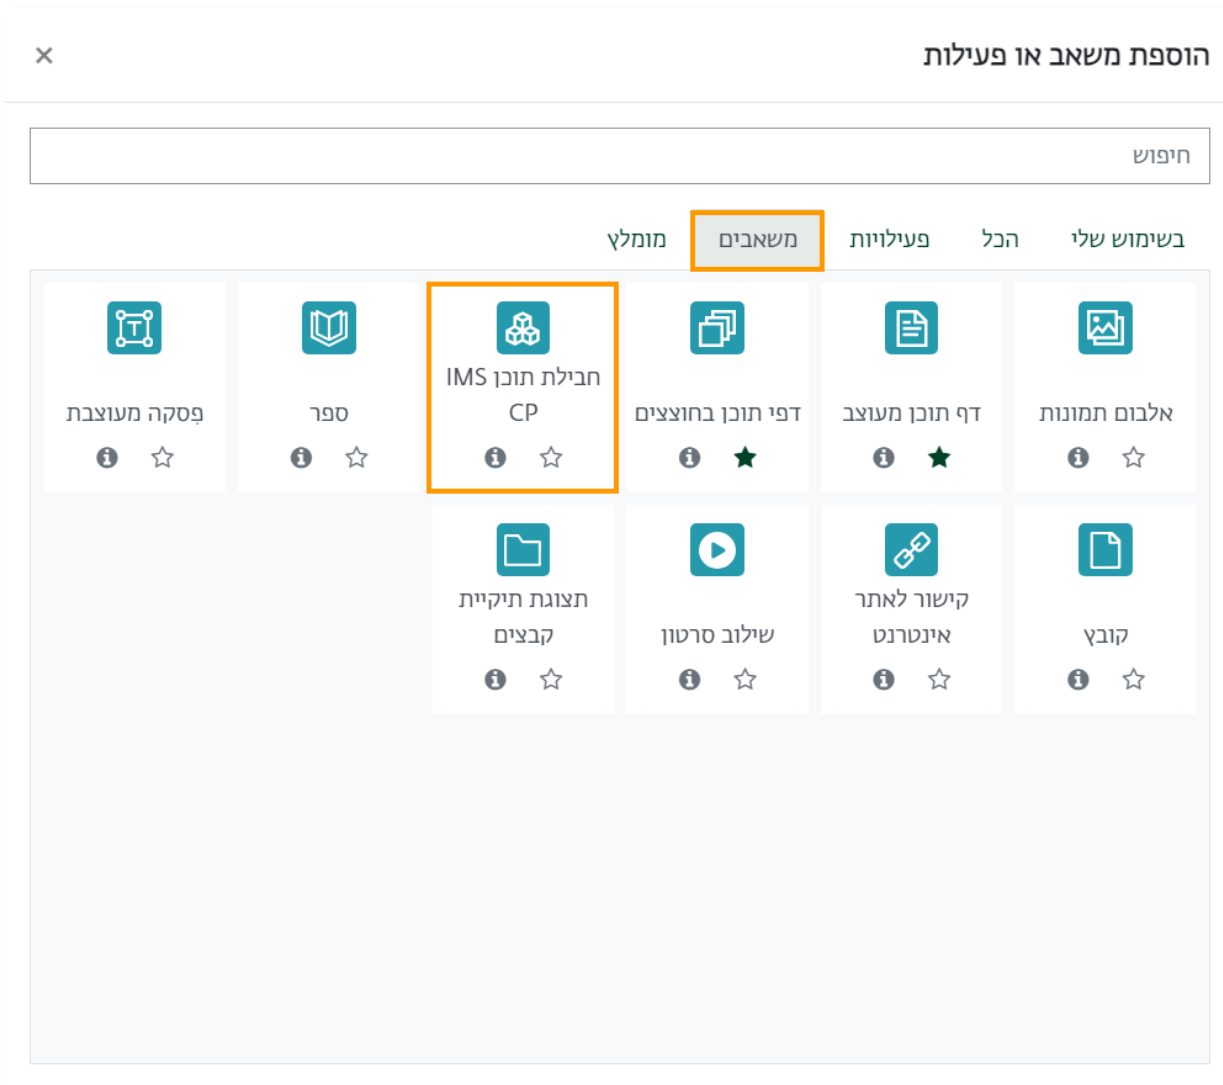 הוספת משאב או פעילות
חיפוש
בשימוש שלי הכל פעילויות משאבים מומלץ
אלבום תמונות
דף תוכן מעוצב
דפי תוכן בחוצצים
חבילת תוכן IMS
CP
ספר
פִסקה מעוצבת
קובץ
קישור לאתר
אינטרנט
שילוב סרטון
תצוגת תיקיית
קבצים